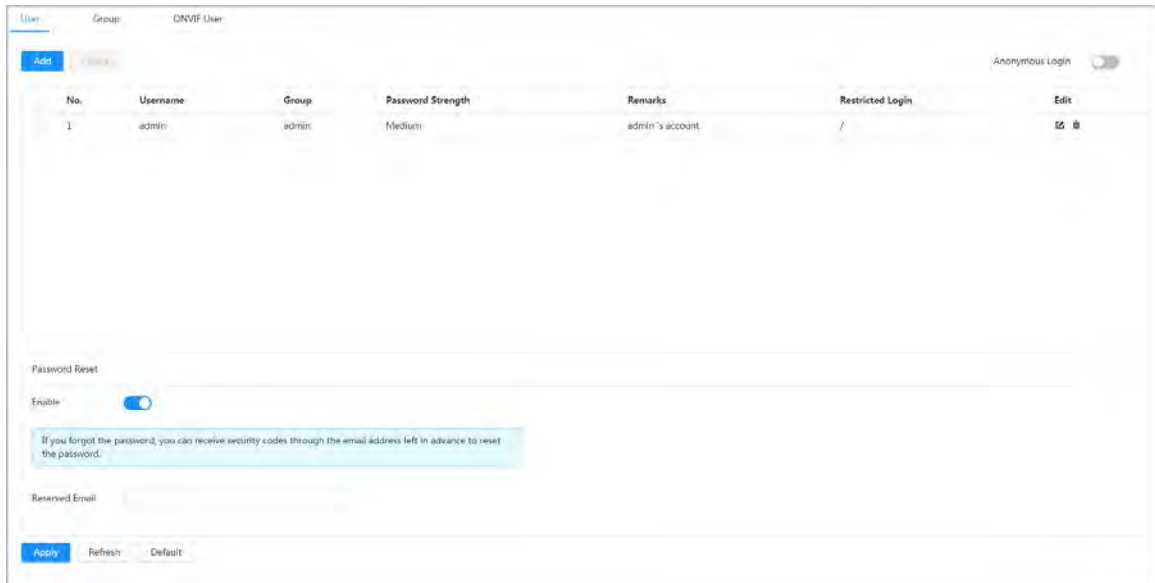 User Group ONVIF User
Add Anonymous Login
No. Username Group Password Strength Remarks Restricted Login Edit
1 admin admin Medium admin 's account /
Password Reset
Enable
If you forgot the password, you can receive security codes through the email address left in advance to reset
the password.
Reserved Email
Apply Refresh Default